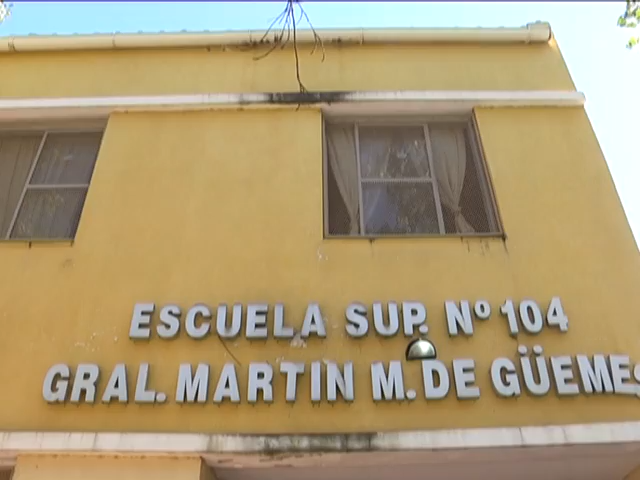 ESCUELA SUP. Nº 104
GRAL. MARTIN M. DE GÜEMES